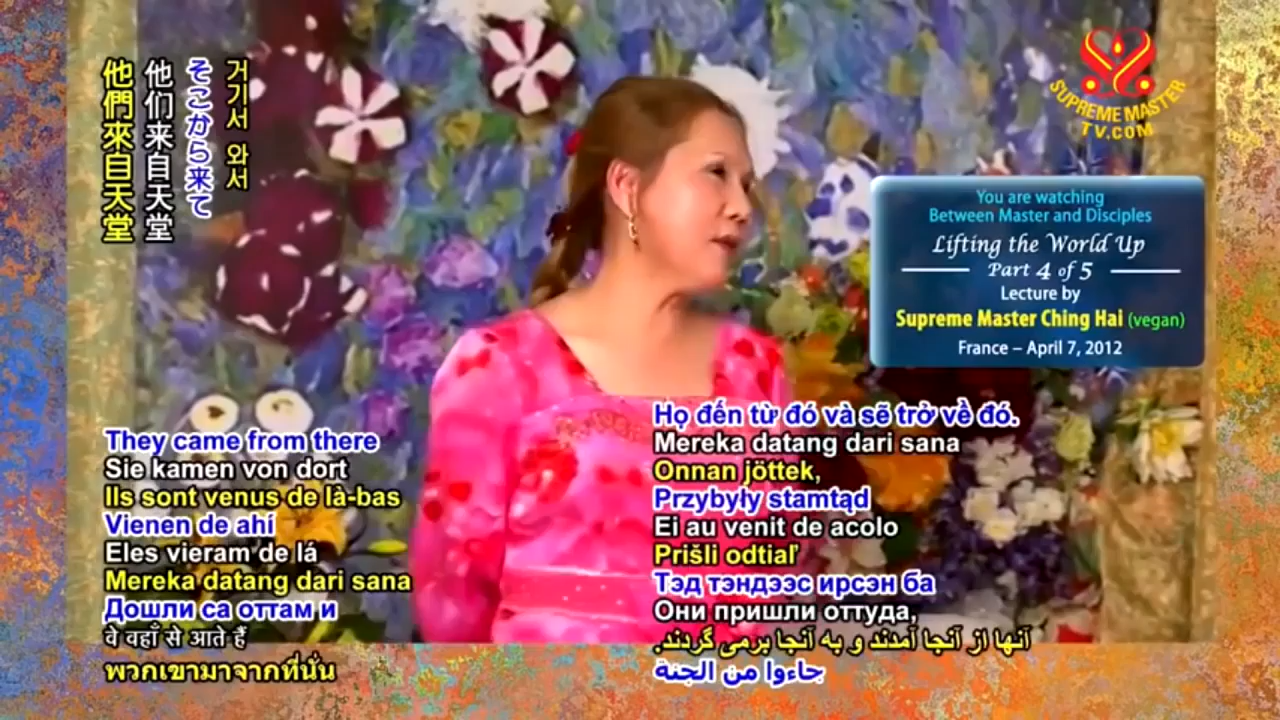 他們來自天堂
他们来自天堂
そこから来て
거기서 와서
SUPREME MASTER
TV.COM
You are watching
Between Master and Disciples
Lifting the World Up
Part 4 of 5
Lecture by
Supreme Master Ching Hai (vegan)
France – April 7, 2012
They came from there
Sie kamen von dort
Ils sont venus de là-bas
Vienen de ahí
Eles vieram de lá
Mereka datang dari sana
Дошли са оттам и
वे वहाँ से आते हैं
พวกเขามาจากที่นั่น
Họ đến từ đó và sẽ trở về đó.
Mereka datang dari sana
Onnan jöttek,
Przybyły stamtąd
Ei au venit de acolo
Prišli odtiaľ
Тэд тэндээс ирсэн ба
Они пришли оттуда,
آنها از آنجا آمدند و به آنجا برمی گردند.
جاءوا من الجنة